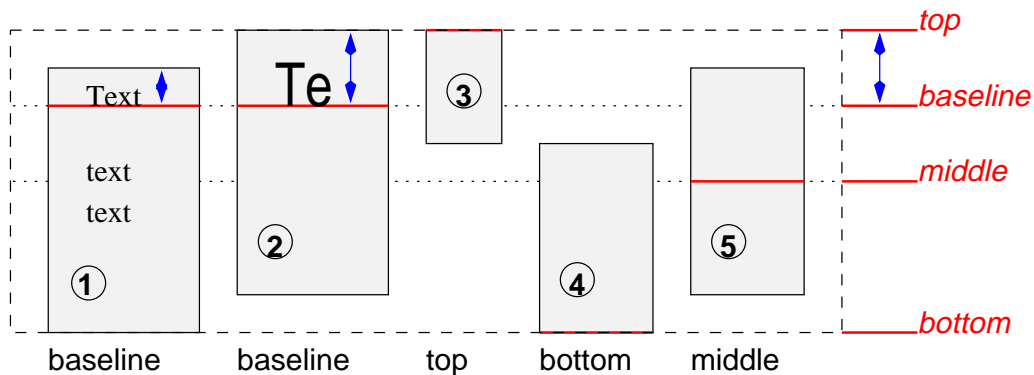 top
Te
3
Text
baseline
text
middle
text
2
5
1
4
bottom
baseline
baseline
top
bottom
middle